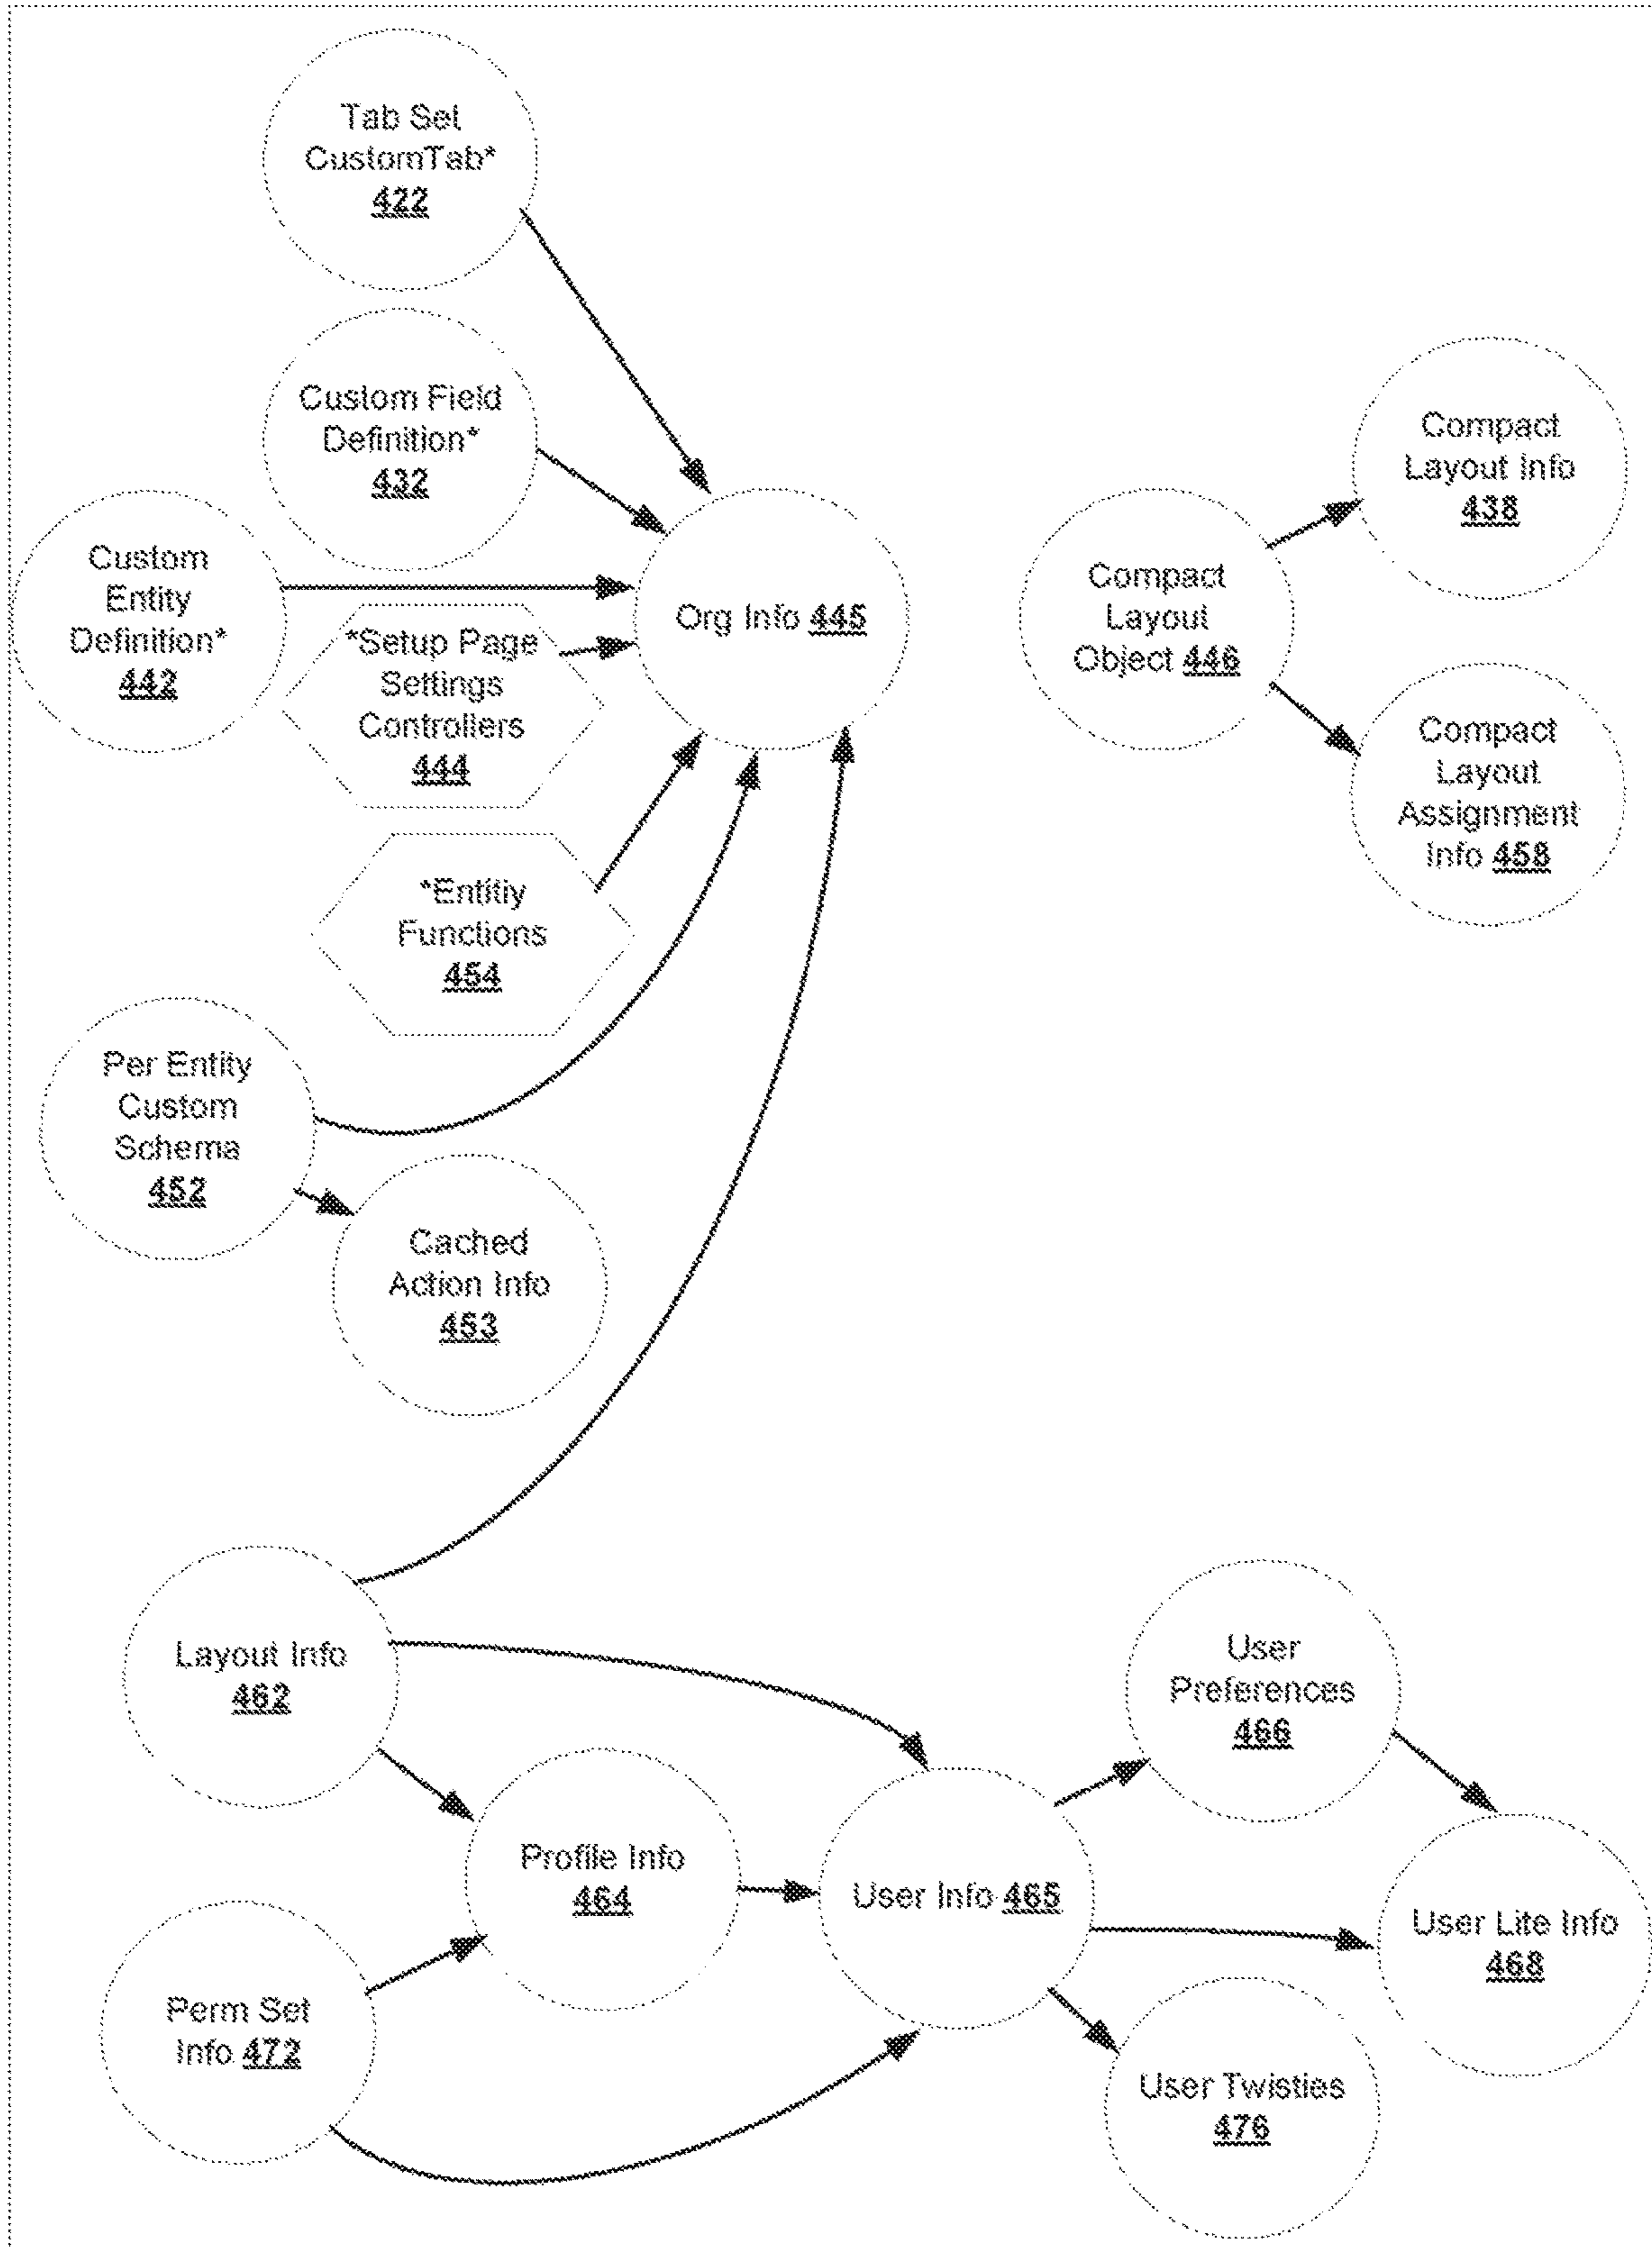 Tab Set
CustomTab*
422
Custom Field
Definition*
432
Custom
Entity
Definition*
442
*Setup Page
Settings
Controllers
444
Org Info 445
*Entitiy
Functions
454
Per Entity
Custom
Schema
452
Cached
Action Info
453
Compact
Layout
Object 446
Compact
Layout Info
438
Compact
Layout
Assignment
Info 458
Layout Info
462
Profile Info
464
Perm Set
Info 472
User Info 465
User
Preferences
466
User Lite Info
468
User Twisties
476